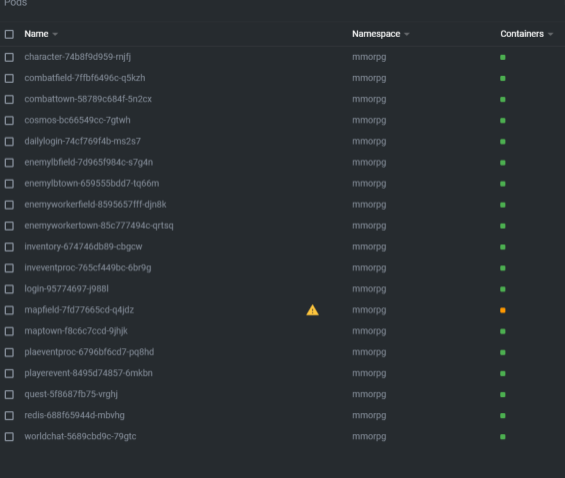 Pods
Name Namespace Containers
character-74b8f9d959-rnjfj mmorpg
combatfield-7ffbf6496c-q5kzh mmorpg
combattown-58789c684f-5n2cx mmorpg
cosmos-bc66549cc-7gtwh mmorpg
dailylogin-74cf769f4b-ms2s7 mmorpg
enemylbfield-7d965f984c-s7g4n mmorpg
enemylbtown-659555bdd7-tq66m mmorpg
enemyworkerfield-8595657fff-djn8k mmorpg
enemyworkertown-85c777494c-qrtsq mmorpg
inventory-674746db89-cbgcw mmorpg
inveventproc-765cf449bc-6br9g mmorpg
login-95774697-j988l mmorpg
mapfield-7fd77665cd-q4jdz mmorpg
maptown-f8c6c7ccd-9jhjk mmorpg
plaeventproc-6796bf6cd7-pq8hd mmorpg
playerevent-8495d74857-6mkbn mmorpg
quest-5f8687fb75-vrghj mmorpg
redis-688f65944d-mbvhg mmorpg
worldchat-5689cbd9c-79gtc mmorpg